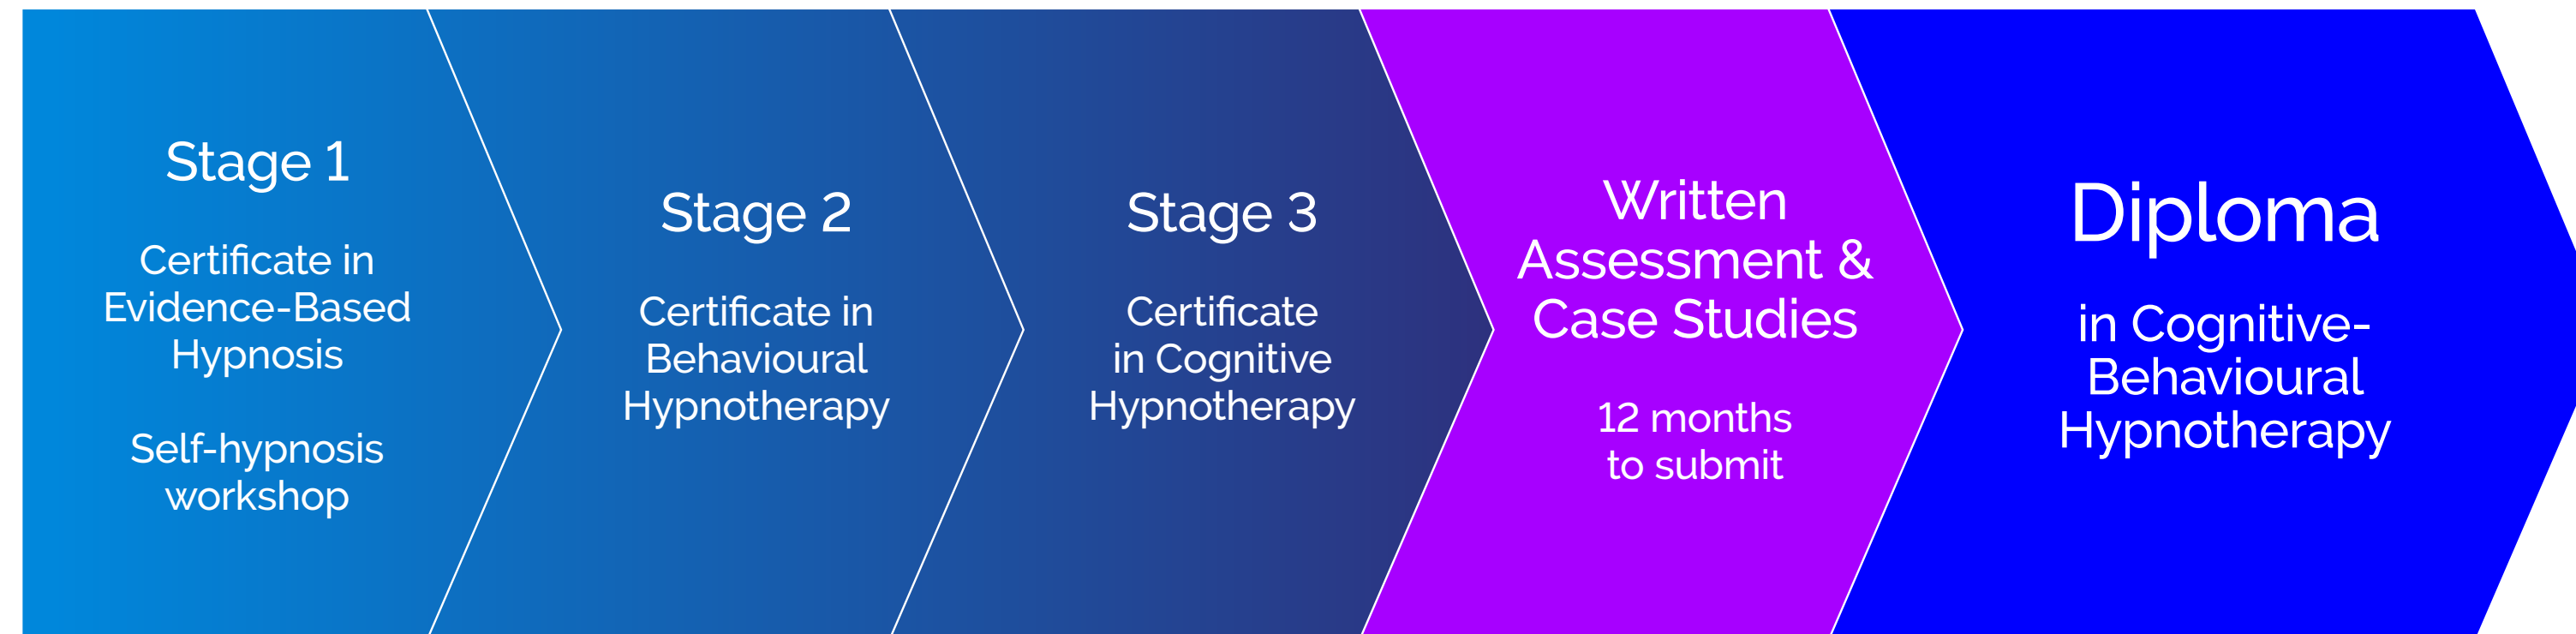 Stage 1
Certificate in
Evidence-Based
Hypnosis
Self-hypnosis
workshop
Stage 2
Certificate in
Behavioural
Hypnotherapy
Stage 3
Certificate
in Cognitive
Hypnotherapy
Written
Assessment &
Case Studies
12 months
to submit
Diploma
in Cognitive-
Behavioural
Hypnotherapy